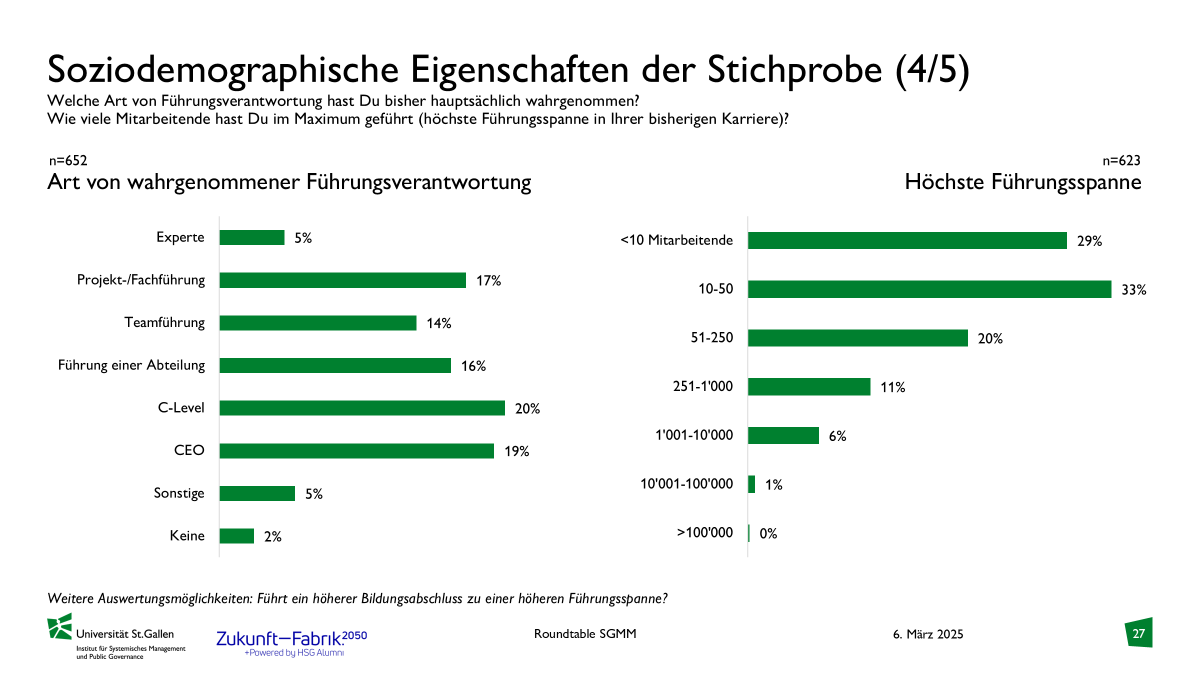 Soziodemographische Eigenschaften der Stichprobe (4/5)
Welche Art von Führungsverantwortung hast Du bisher hauptsächlich wahrgenommen?
Wie viele Mitarbeitende hast Du im Maximum geführt (höchste Führungsspanne in Ihrer bisherigen Karriere)?
n=652
Art von wahrgenommener Führungsverantwortung
Experte 5%
Projekt-/Fachführung 17%
Teamführung 14%
Führung einer Abteilung 16%
C-Level 20%
CEO 19%
Sonstige 5%
Keine 2%
n=623
Höchste Führungsspanne
<10 Mitarbeitende 29%
10-50 33%
51-250 20%
251-1'000 11%
1'001-10'000 6%
10'001-100'000 1%
>100'000 0%
Weitere Auswertungsmöglichkeiten: Führt ein höherer Bildungsabschluss zu einer höheren Führungsspanne?
Universität St.Gallen
Institut für Systemisches Management
und Public Governance
Zukunft—Fabrik.2050
+Powered by HSG Alumni
Roundtable SGMM
6. März 2025
27